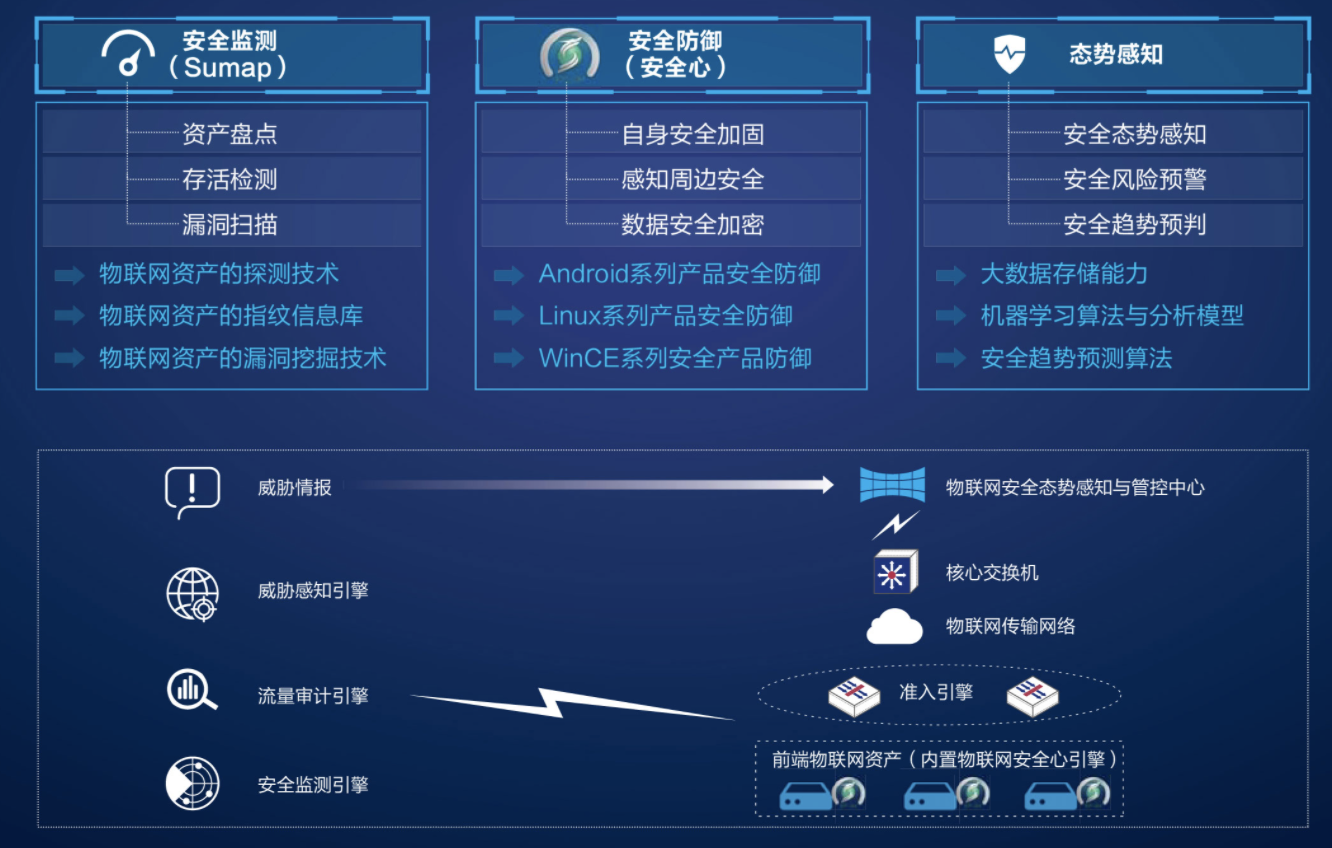 安全监测
（Sumap）
资产盘点
存活检测
漏洞扫描
物联网资产的探测技术
物联网资产的指纹信息库
物联网资产的漏洞挖掘技术
安全防御
（安全心）
自身安全加固
感知周边安全
数据安全加密
Android系列产品安全防御
Linux系列产品安全防御
WinCE系列安全产品防御
态势感知
安全态势感知
安全风险预警
安全趋势预判
大数据存储能力
机器学习算法与分析模型
安全趋势预测算法
威胁情报
威胁感知引擎
流量审计引擎
安全监测引擎
物联网安全态势感知与管控中心
核心交换机
物联网传输网络
准入引擎
前端物联网资产（内置物联网安全心引擎）